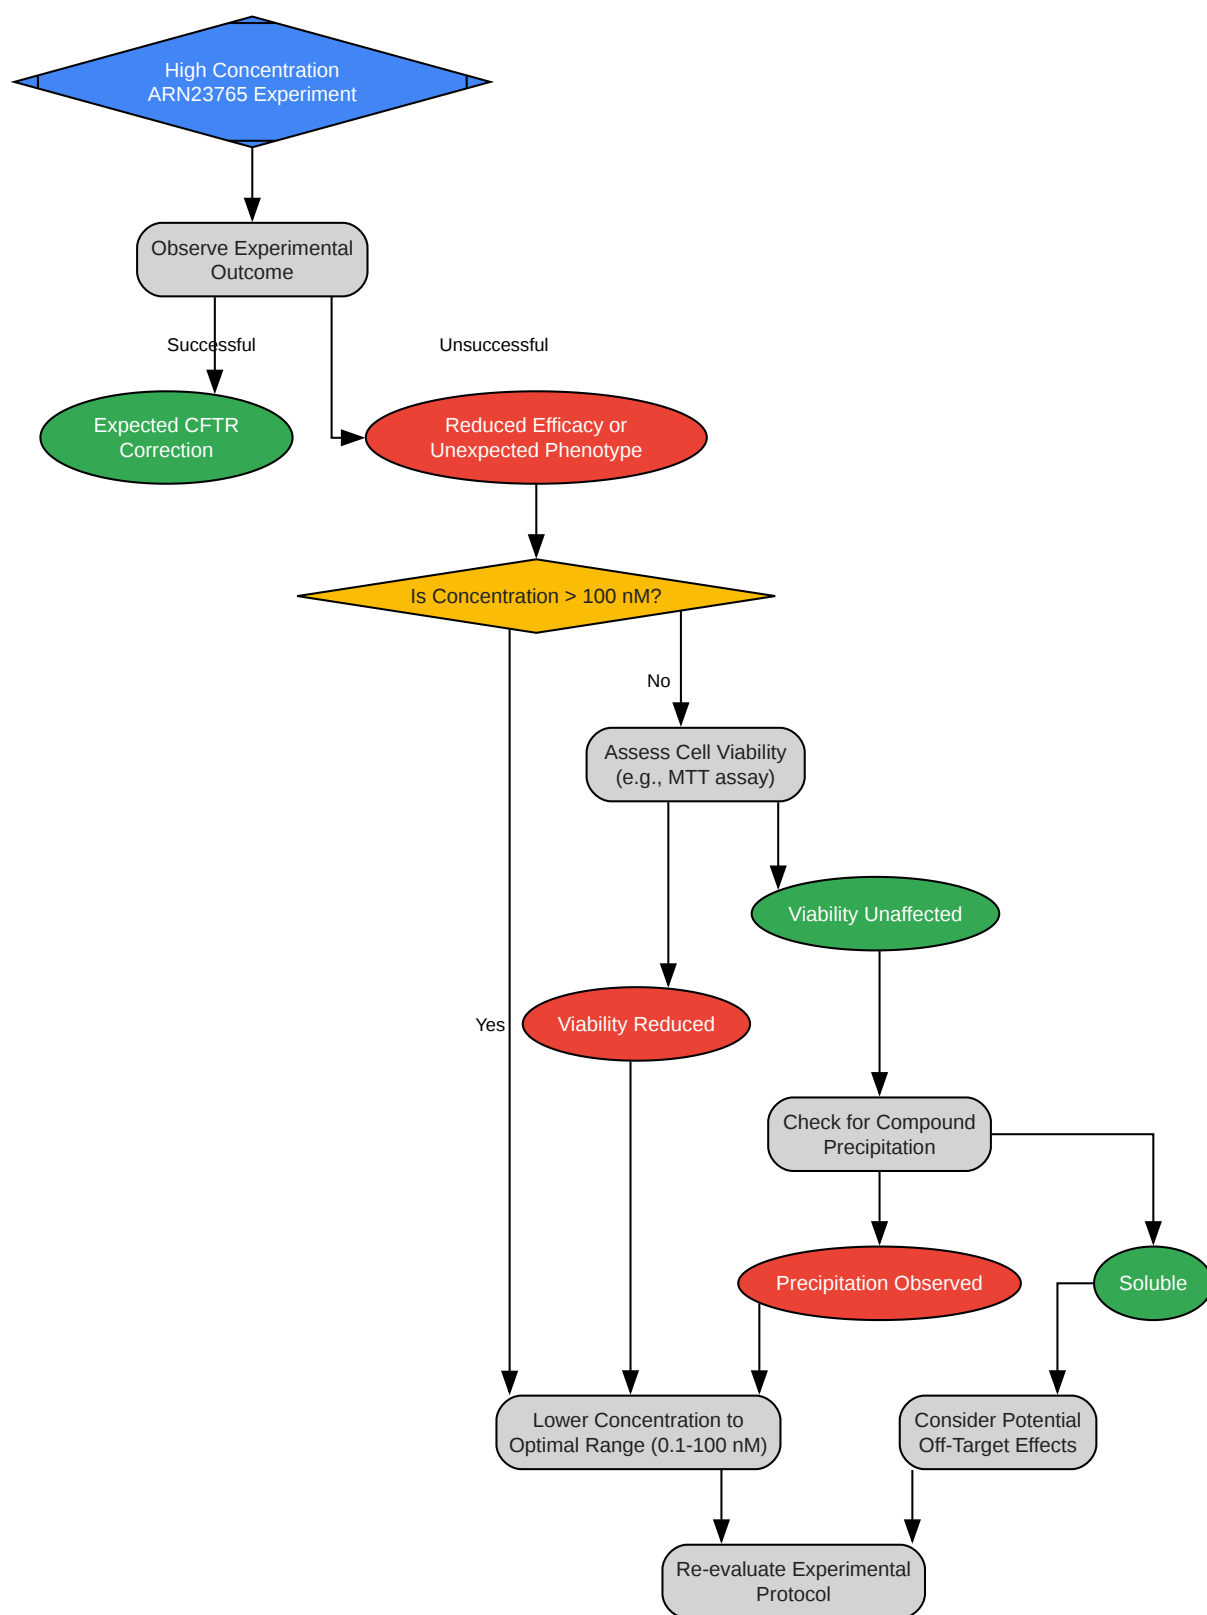 High Concentration
ARN23765 Experiment
Observe Experimental
Outcome
Successful
Unsuccessful
Expected CFTR
Correction
Reduced Efficacy or
Unexpected Phenotype
Is Concentration > 100 nM?
No
Assess Cell Viability
(e.g., MTT assay)
Viability Unaffected
Yes
Viability Reduced
Check for Compound
Precipitation
Precipitation Observed
Soluble
Lower Concentration to
Optimal Range (0.1-100 nM)
Consider Potential
Off-Target Effects
Re-evaluate Experimental
Protocol